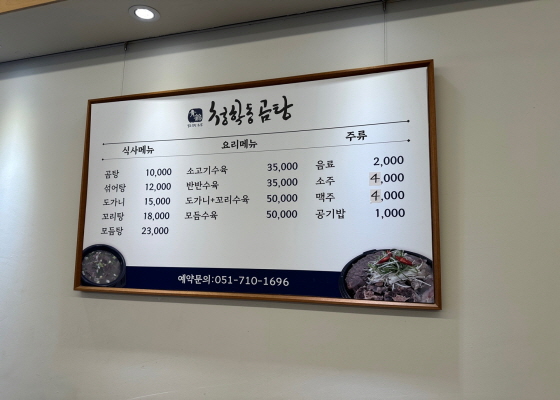 청학동곰탕
식사메뉴 요리메뉴 주류
곰탕 10,000 소고기수육 35,000 음료 2,000
섞어탕 12,000 반반수육 35,000 소주 4,000
도가니 15,000 도가니+꼬리수육 50,000 맥주 4,000
꼬리탕 18,000 모듬수육 50,000 공기밥 1,000
모듬탕 23,000
예약문의:051-710-1696